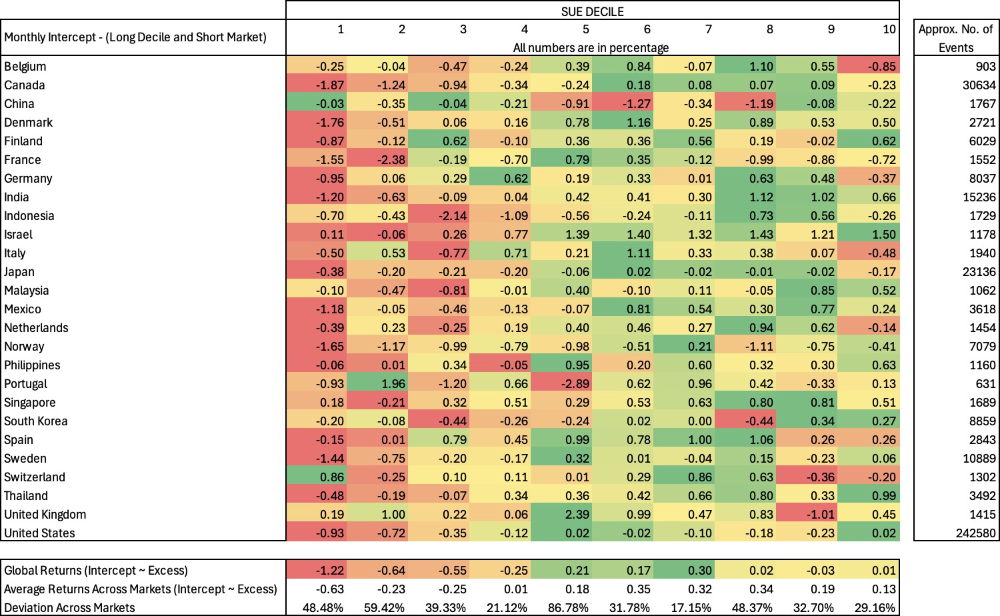 SUE DECILE
Monthly Intercept - (Long Decile and Short Market) 1 2 3 4 5 6 7 8 9 10 Approx. No. of
All numbers are in percentage Events
Belgium -0.25 -0.04 -0.47 -0.24 0.39 0.84 -0.07 1.10 0.55 -0.85 903
Canada -1.87 -1.24 -0.94 -0.34 -0.24 0.18 0.08 0.07 0.09 -0.23 30634
China -0.03 -0.35 -0.04 -0.21 -0.91 -1.27 -0.34 -1.19 -0.08 -0.22 1767
Denmark -1.76 -0.51 0.06 0.16 0.78 1.16 0.25 0.89 0.53 0.50 2721
Finland -0.87 -0.12 0.62 -0.10 0.36 0.36 0.56 0.19 -0.02 0.62 6029
France -1.55 -2.38 -0.19 -0.70 0.79 0.35 -0.12 -0.99 -0.86 -0.72 1552
Germany -0.95 0.06 0.29 0.62 0.19 0.33 0.01 0.63 0.48 -0.37 8037
India -1.20 -0.63 -0.09 0.04 0.42 0.41 0.30 1.12 1.02 0.66 15236
Indonesia -0.70 -0.43 -2.14 -1.09 -0.56 -0.24 -0.11 0.73 0.56 -0.26 1729
Israel 0.11 -0.06 0.26 0.77 1.39 1.40 1.32 1.43 1.21 1.50 1178
Italy -0.50 0.53 -0.77 0.71 0.21 1.11 0.33 0.38 0.07 -0.48 1940
Japan -0.38 -0.20 -0.21 -0.20 -0.06 0.02 -0.02 -0.01 -0.02 -0.17 23136
Malaysia -0.10 -0.47 -0.81 -0.01 0.40 -0.10 0.11 -0.05 0.85 0.52 1062
Mexico -1.18 -0.05 -0.46 -0.13 -0.07 0.81 0.54 0.30 0.77 0.24 3618
Netherlands -0.39 0.23 -0.25 0.19 0.40 0.46 0.27 0.94 0.62 -0.14 1454
Norway -1.65 -1.17 -0.99 -0.79 -0.98 -0.51 0.21 -1.11 -0.75 -0.41 7079
Philippines -0.06 0.01 0.34 -0.05 0.95 0.20 0.60 0.32 0.30 0.63 1160
Portugal -0.93 1.96 -1.20 0.66 -2.89 0.62 0.96 0.42 -0.33 0.13 631
Singapore 0.18 -0.21 0.32 0.51 0.29 0.53 0.63 0.80 0.81 0.51 1689
South Korea -0.20 -0.08 -0.44 -0.26 -0.24 0.02 0.00 -0.44 0.34 0.27 8859
Spain -0.15 0.01 0.79 0.45 0.99 0.78 1.00 1.06 0.26 0.26 2843
Sweden -1.44 -0.75 -0.20 -0.17 0.32 0.01 -0.04 0.15 -0.23 0.06 10889
Switzerland 0.86 -0.25 0.10 0.11 0.01 0.29 0.86 0.63 -0.36 -0.20 1302
Thailand -0.48 -0.19 -0.07 0.34 0.36 0.42 0.66 0.80 0.33 0.99 3492
United Kingdom 0.19 1.00 0.22 0.06 2.39 0.99 0.47 0.83 -1.01 0.45 1415
United States -0.93 -0.72 -0.35 -0.12 0.02 -0.02 -0.10 -0.18 -0.23 0.02 242580
Global Returns (Intercept ~ Excess) -1.22 -0.64 -0.55 -0.25 0.21 0.17 0.30 0.02 -0.03 0.01
Average Returns Across Markets (Intercept ~ Excess) -0.63 -0.23 -0.25 0.01 0.18 0.35 0.32 0.34 0.19 0.13
Deviation Across Markets 48.48% 59.42% 39.33% 21.12% 86.78% 31.78% 17.15% 48.37% 32.70% 29.16%